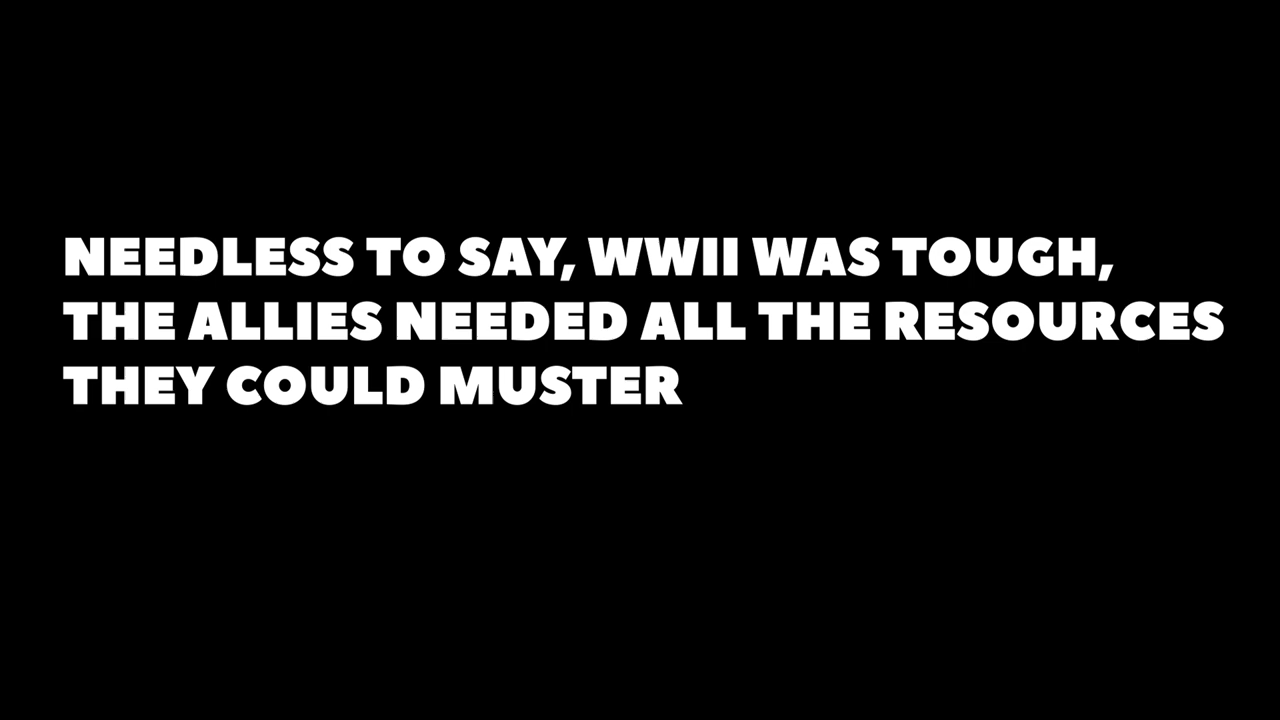 NEEDLESS TO SAY, WWII WAS TOUGH,
THE ALLIES NEEDED ALL THE RESOURCES
THEY COULD MUSTER